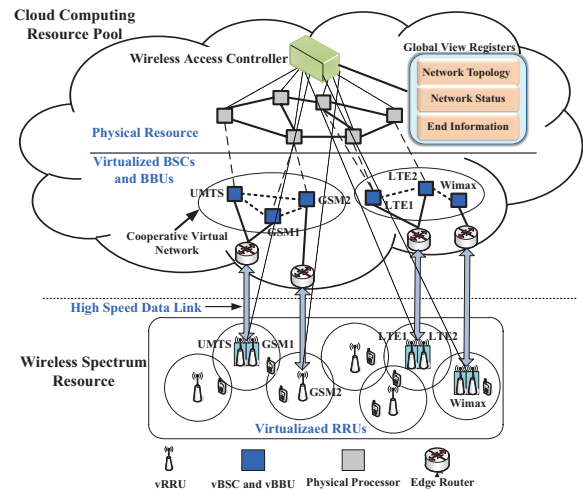 Cloud Computing
Resource Pool
Wireless Access Controller
Global View Registers
Network Topology
Network Status
End Information
Physical Resource
Virtualized BSCs
and BBUs
UMTS
GSM1
GSM2
LTE1
LTE2
Wimax
Cooperative Virtual
Network
High Speed Data Link
Wireless Spectrum
Resource
UMTS
GSM1
GSM2
LTE1
LTE2
Wimax
Virtualizaed RRUs
vRRU
vBSC and vBBU
Physical Processor
Edge Router